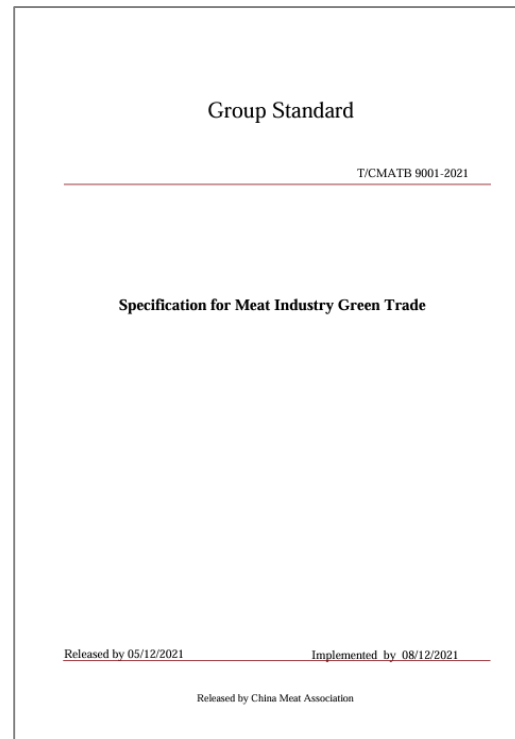 Group Standard
T/CMATB 9001-2021
Specification for Meat Industry Green Trade
Released by 05/12/2021 Implemented by 08/12/2021
Released by China Meat Association